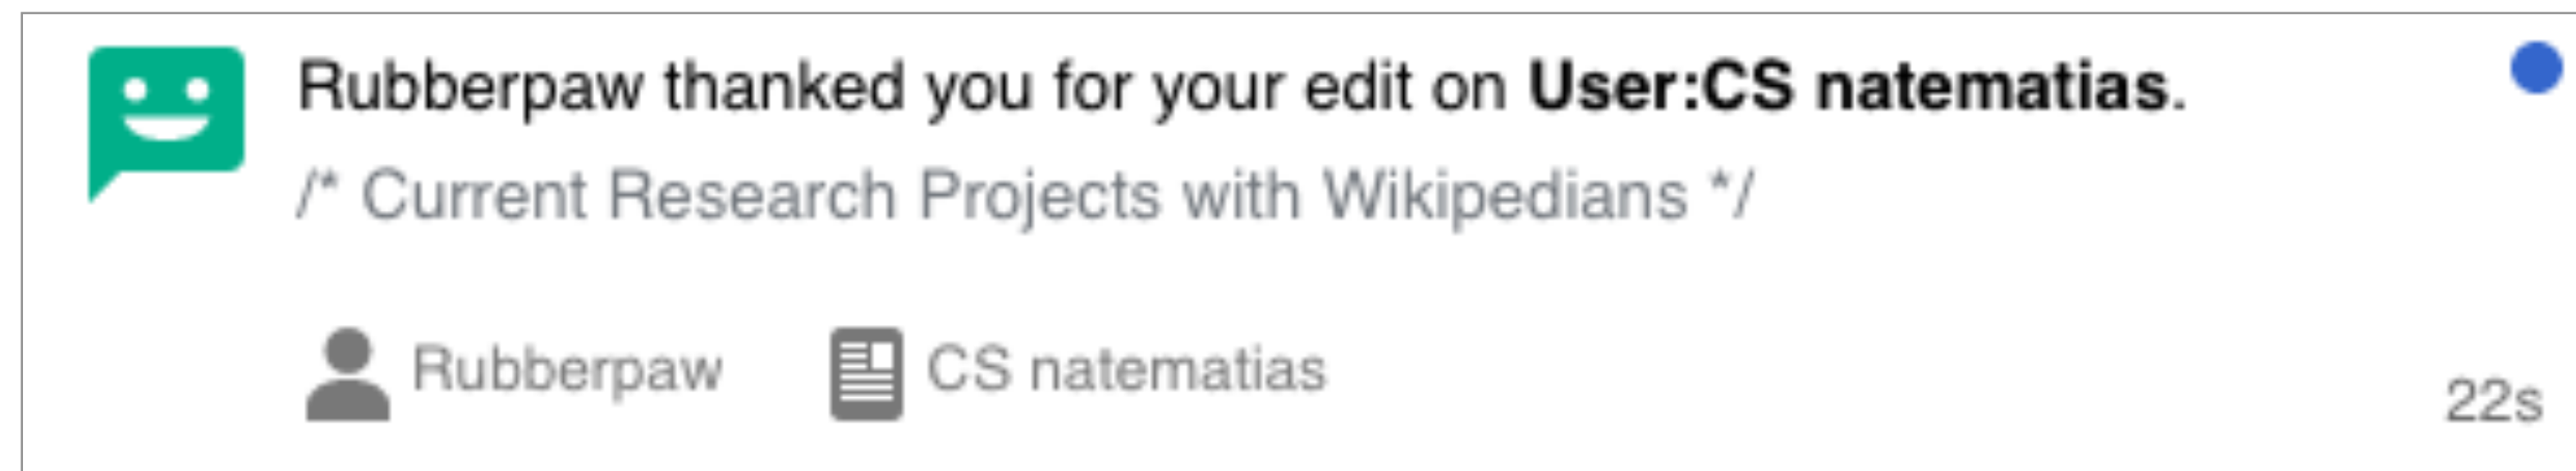 Rubberpaw thanked you for your edit on User:CS natematias.
/* Current Research Projects with Wikipedians */
Rubberpaw CS natematias
22s